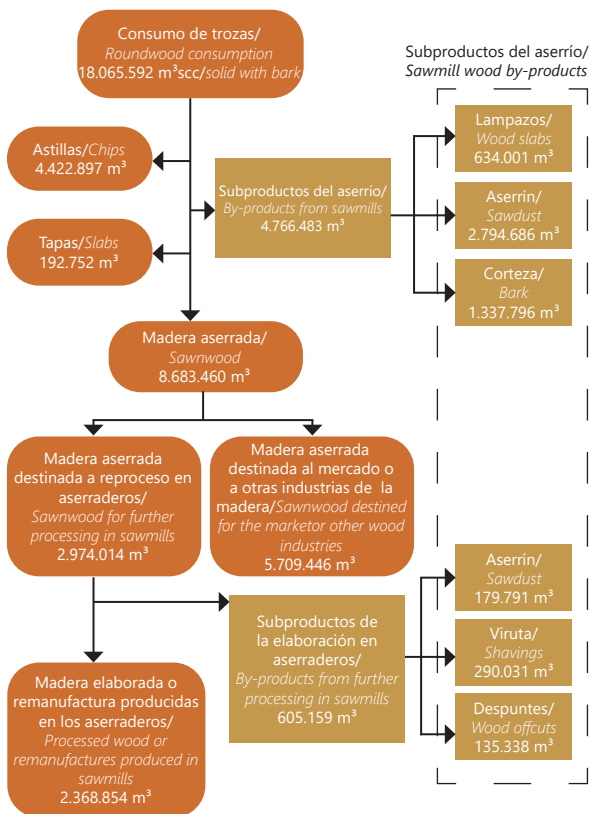 Consumo de trozas/
Roundwood consumption
18.065.592 m³scc/solid with bark
Subproductos del aserrío/
Sawmill wood by-products
Astillas/Chips
4.422.897 m³
Tapas/Slabs
192.752 m³
Subproductos del aserrío/
By-products from sawmills
4.766.483 m³
Lampazos/
Wood slabs
634.001 m³
Aserrín/
Sawdust
2.794.686 m³
Corteza/
Bark
1.337.796 m³
Madera aserrada/
Sawnwood
8.683.460 m³
Madera aserrada
destinada a reproceso en
aserraderos/
Sawnwood for further
processing in sawmills
2.974.014 m³
Madera aserrada
destinada al mercado o
a otras industrias de la
madera/Sawnwood destined
for the marketor other wood
industries
5.709.446 m³
Subproductos de
la elaboración en
aserraderos/
By-products from further
processing in sawmills
605.159 m³
Aserrín/
Sawdust
179.791 m³
Viruta/
Shavings
290.031 m³
Despuntes/
Wood offcuts
135.338 m³
Madera elaborada o
remanufactura producidas
en los aserraderos/
Processed wood or
remanufactures produced in
sawmills
2.368.854 m³